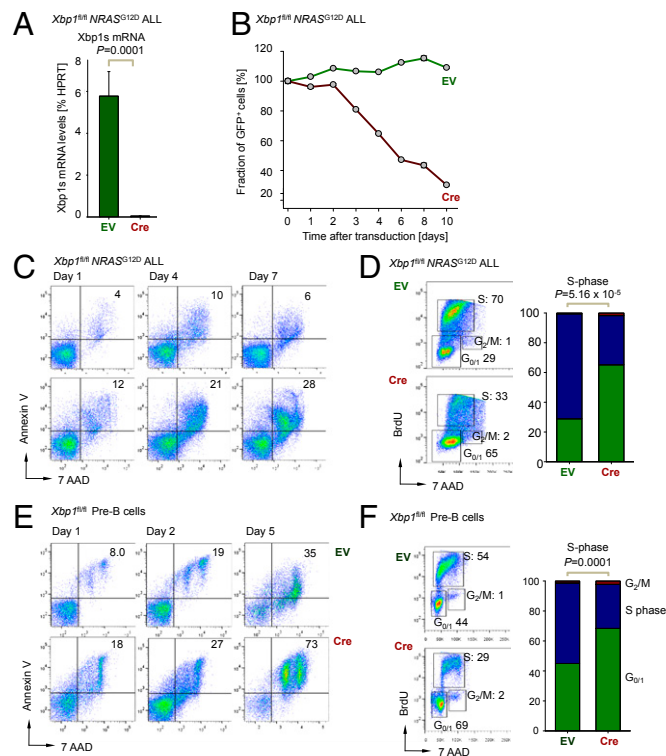 A
Xbp1fl/fl NRASG12D ALL
Xbp1s mRNA
P=0.0001
Xbp1s mRNA levels [% HPRT]
8
6
4
2
0
EV
Cre
B
Xbp1fl/fl NRASG12D ALL
Fraction of GFP+ cells [%]
120
100
80
60
40
20
EV
Cre
0 1 2 3 4 6 8 10
Time after transduction [days]
C
Xbp1fl/fl NRASG12D ALL
Day 1
Day 4
Day 7
4
10
6
12
21
28
Annexin V
7 AAD
D
Xbp1fl/fl NRASG12D ALL
EV
S: 70
G2/M: 1
G0/1 29
Cre
S: 33
G2/M: 2
G0/1 65
BrdU
7 AAD
S-phase
P=5.16 x 10-5
100
80
60
40
20
0
EV
Cre
E
Xbp1fl/fl Pre-B cells
Day 1
Day 2
Day 5
8.0
19
35
EV
18
27
73
Cre
Annexin V
7 AAD
F
Xbp1fl/fl Pre-B cells
EV
S: 54
G2/M: 1
G0/1 44
Cre
S: 29
G2/M: 2
G0/1 69
BrdU
7 AAD
S-phase
P=0.0001
100
80
60
40
20
0
EV
Cre
G2/M
S phase
G0/1